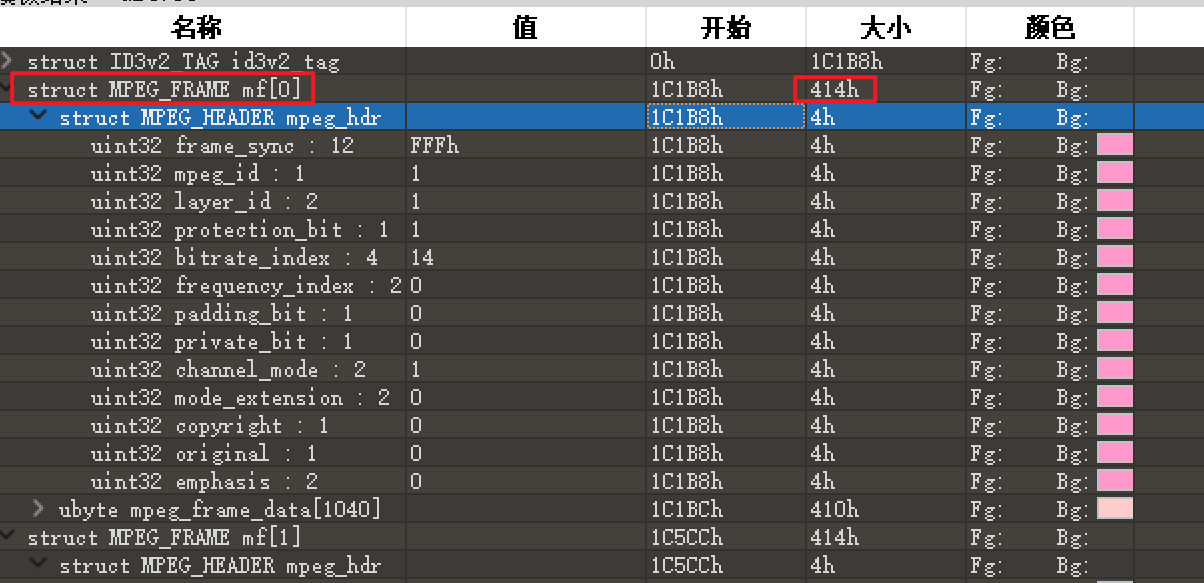 名称 值 开始 大小 颜色
struct ID3v2_TAG id3v2_tag 0h 1C1B8h Fg: Bg:
struct MPEG_FRAME mf[0] 1C1B8h 414h Fg: Bg:
struct MPEG_HEADER mpeg_hdr 1C1B8h 4h Fg: Bg:
uint32 frame_sync : 12 FFFh 1C1B8h 4h Fg: Bg:
uint32 mpeg_id : 1 1 1C1B8h 4h Fg: Bg:
uint32 layer_id : 2 1 1C1B8h 4h Fg: Bg:
uint32 protection_bit : 1 1 1C1B8h 4h Fg: Bg:
uint32 bitrate_index : 4 14 1C1B8h 4h Fg: Bg:
uint32 frequency_index : 2 0 1C1B8h 4h Fg: Bg:
uint32 padding_bit : 1 0 1C1B8h 4h Fg: Bg:
uint32 private_bit : 1 0 1C1B8h 4h Fg: Bg:
uint32 channel_mode : 2 1 1C1B8h 4h Fg: Bg:
uint32 mode_extension : 2 0 1C1B8h 4h Fg: Bg:
uint32 copyright : 1 0 1C1B8h 4h Fg: Bg:
uint32 original : 1 0 1C1B8h 4h Fg: Bg:
uint32 emphasis : 2 0 1C1B8h 4h Fg: Bg:
ubyte mpeg_frame_data[1040] 1C1BCh 410h Fg: Bg:
struct MPEG_FRAME mf[1] 1C5CCh 414h Fg: Bg:
struct MPEG_HEADER mpeg_hdr 1C5CCh 4h Fg: Bg: